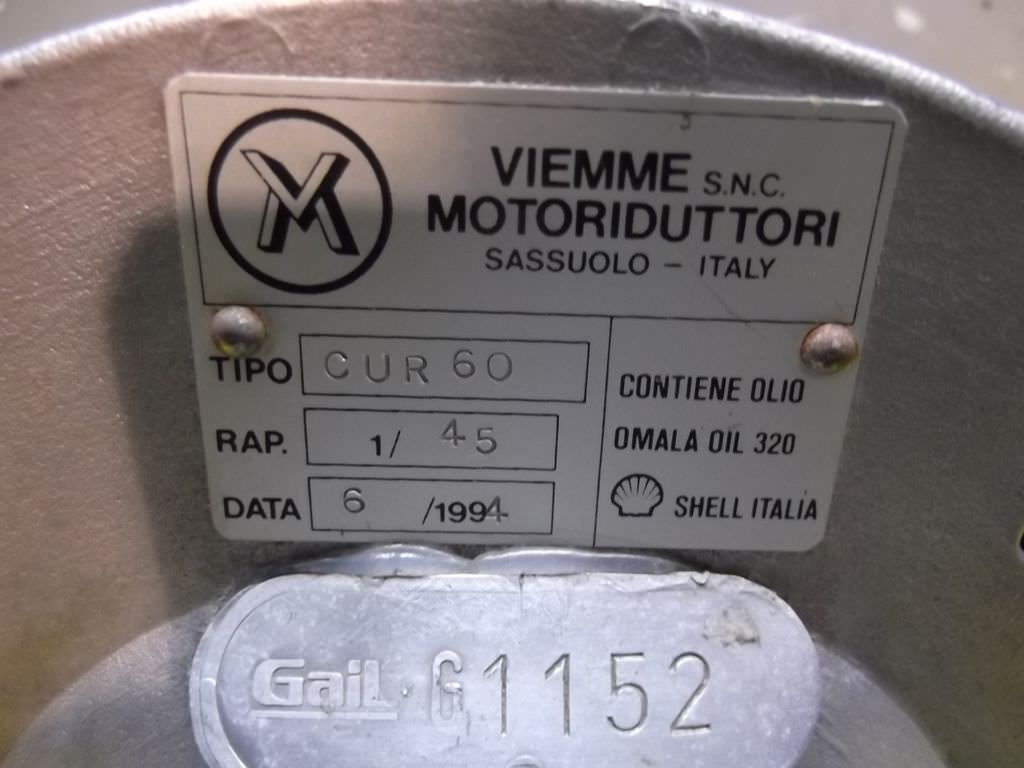 VM
VIEMME S.N.C.
MOTORIDUTTORI
SASSUOLO - ITALY
TIPO CUR 60
RAP. 1/ 45
DATA 6 /1994
CONTIENE OLIO
OMALA OIL 320
SHELL ITALIA
Gail · G1152